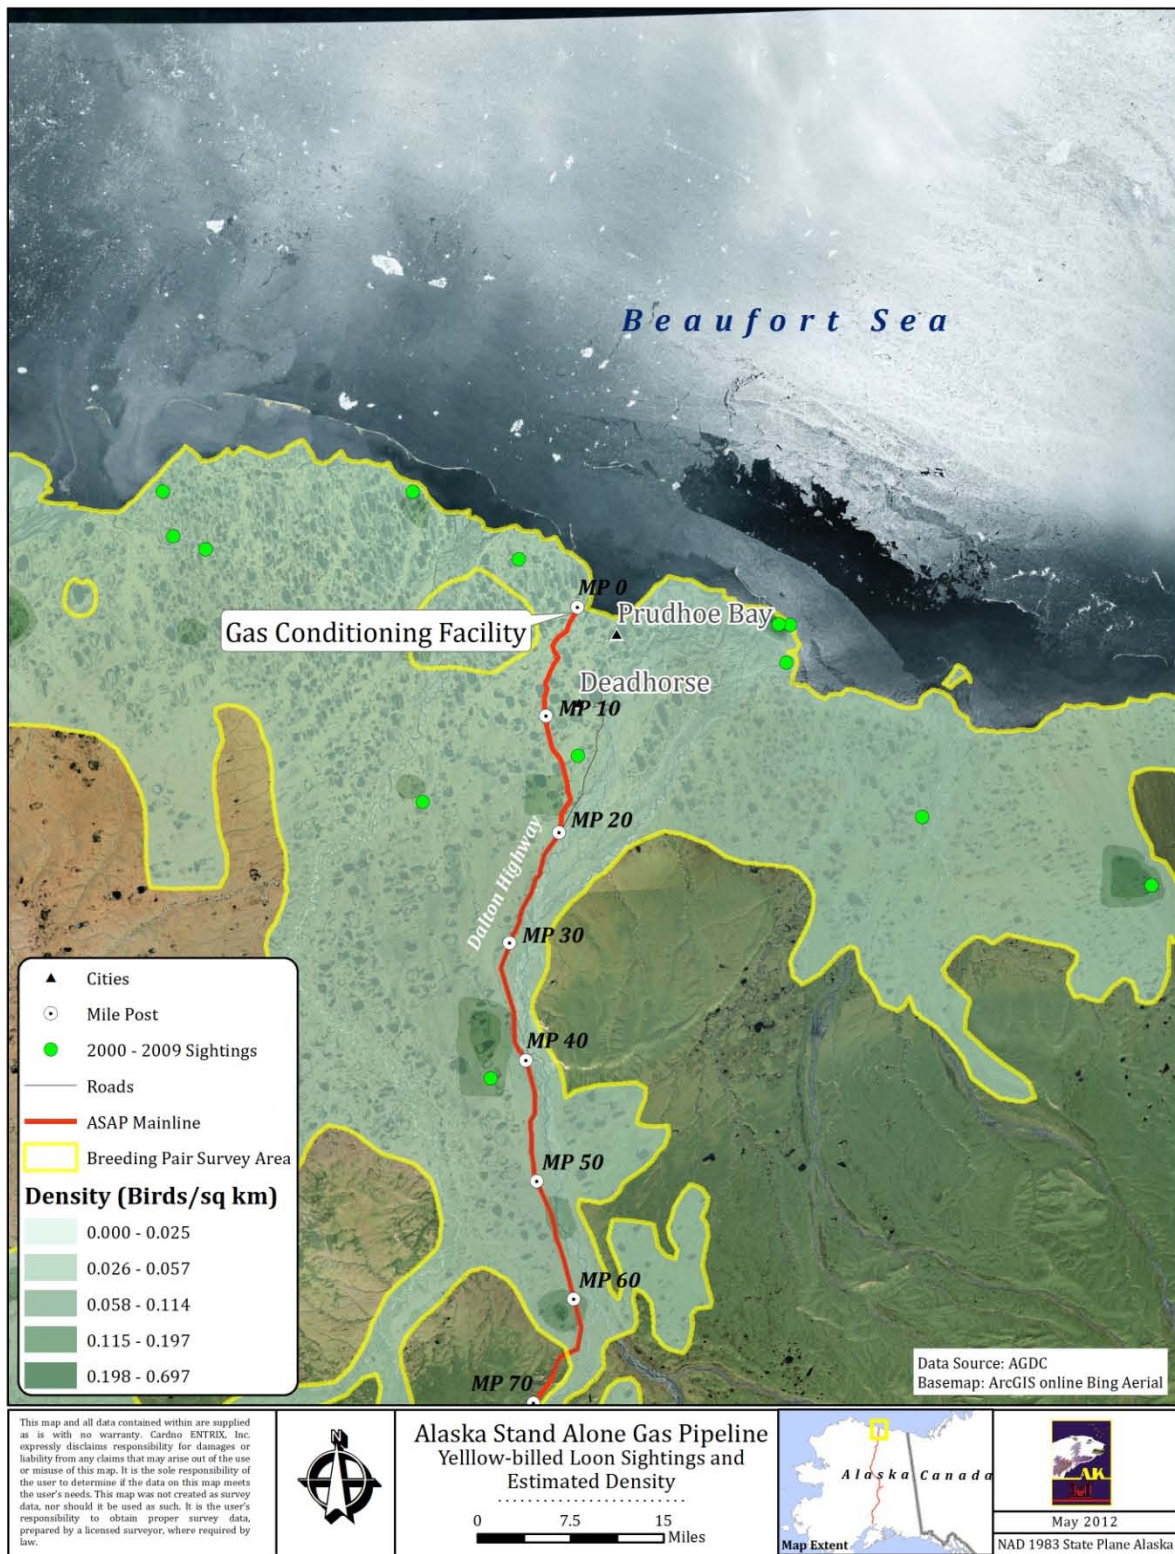 Beaufort Sea
MP 0
Prudhoe Bay
Gas Conditioning Facility
Deadhorse
MP 10
MP 20
Dalton Highway
MP 30
MP 40
MP 50
MP 60
MP 70
Cities
Mile Post
2000 - 2009 Sightings
Roads
ASAP Mainline
Breeding Pair Survey Area
Density (Birds/sq km)
0.000 - 0.025
0.026 - 0.057
0.058 - 0.114
0.115 - 0.197
0.198 - 0.697
Data Source: AGDC
Basemap: ArcGIS online Bing Aerial
This map and all data contained within are supplied
as is with no warranty. Cardno ENTRIX, Inc.
expressly disclaims responsibility for damages or
liability from any claims that may arise out of the use
or misuse of this map. It is the sole responsibility of
the user to determine if the data on this map meets
the user's needs. This map was not created as survey
data, nor should it be used as such. It is the user's
responsibility to obtain proper survey data,
prepared by a licensed surveyor, where required by
law.
N
Alaska Stand Alone Gas Pipeline
Yelllow-billed Loon Sightings and
Estimated Density
0 7.5 15
Miles
Alaska Canada
Map Extent
AK
May 2012
NAD 1983 State Plane Alaska